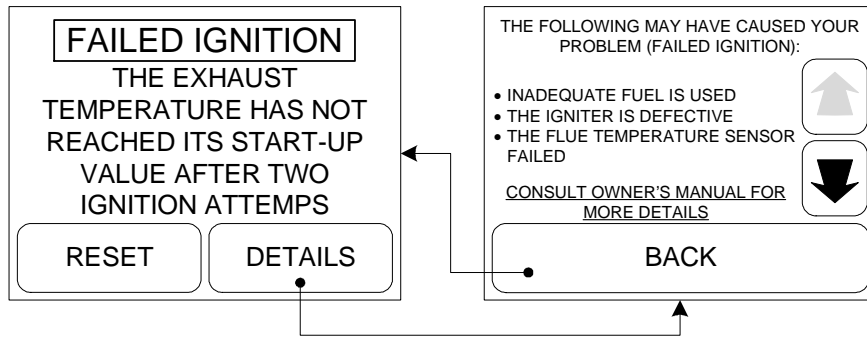 FAILED IGNITION
THE EXHAUST
TEMPERATURE HAS NOT
REACHED ITS START-UP
VALUE AFTER TWO
IGNITION ATTEMPS
RESET
DETAILS
THE FOLLOWING MAY HAVE CAUSED YOUR
PROBLEM (FAILED IGNITION):
• INADEQUATE FUEL IS USED
• THE IGNITER IS DEFECTIVE
• THE FLUE TEMPERATURE SENSOR
FAILED
CONSULT OWNER'S MANUAL FOR
MORE DETAILS
BACK